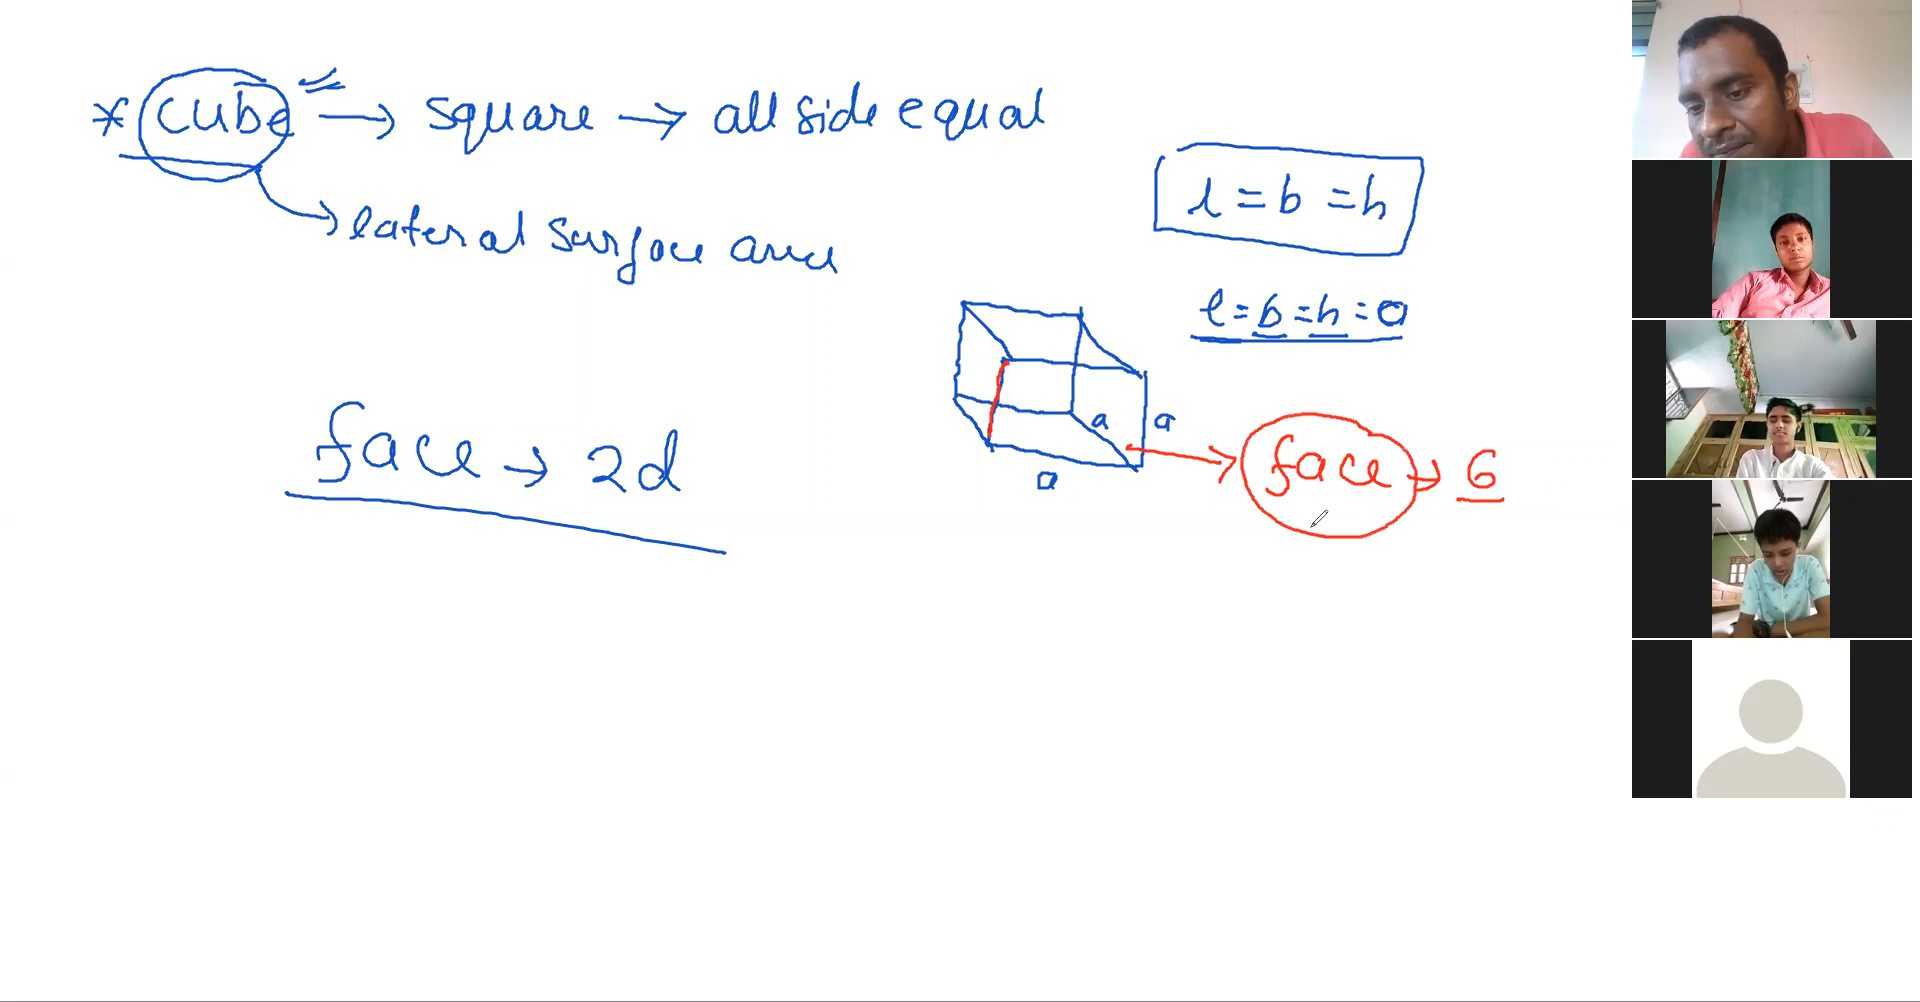 * cube → square → all side equal
→ lateral surface area
l = b = h
l = b = h = a
a
a
a
face → 2d
face → 6